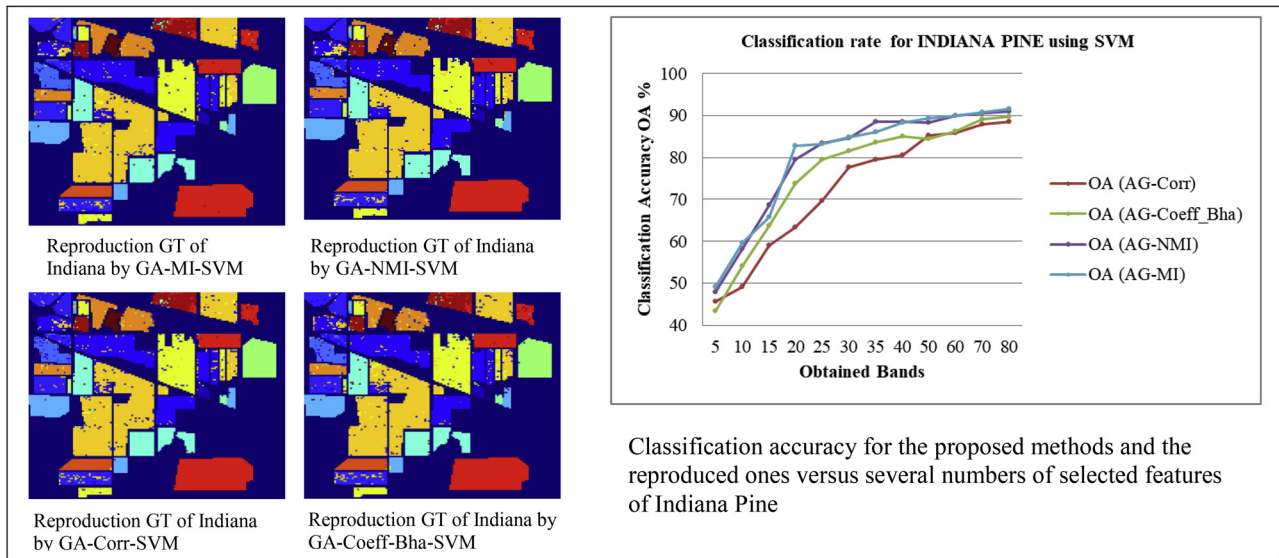 Reproduction GT of
Indiana by GA-MI-SVM
Reproduction GT of Indiana
by GA-NMI-SVM
Reproduction GT of Indiana
by GA-Corr-SVM
Reproduction GT of Indiana by
GA-Coeff-Bha-SVM
Classification rate for INDIANA PINE using SVM
Classification Accuracy OA %
100
90
80
70
60
50
40
5 10 15 20 25 30 35 40 50 60 70 80
Obtained Bands
OA (AG-Corr)
OA (AG-Coeff_Bha)
OA (AG-NMI)
OA (AG-MI)
Classification accuracy for the proposed methods and the
reproduced ones versus several numbers of selected features
of Indiana Pine